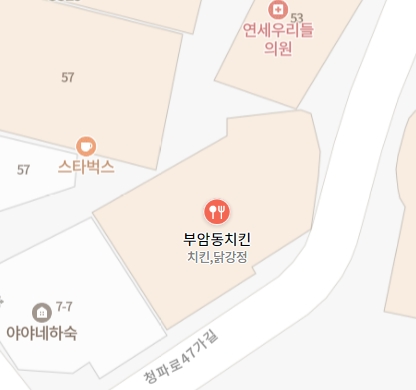 53
연세우리들
의원
57
57
스타벅스
부암동치킨
치킨,닭강정
7-7
야야네하숙
청파로47가길